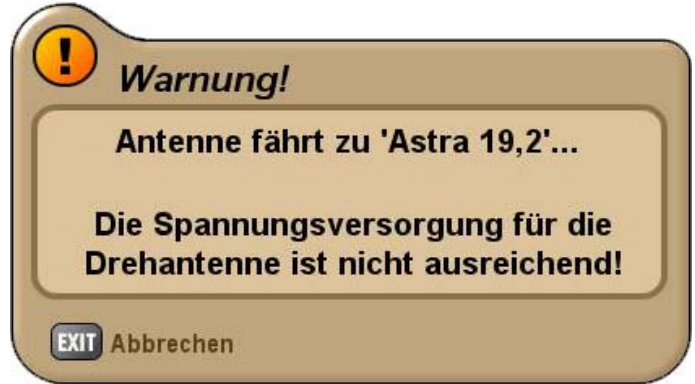 !
Warnung!
Antenne fährt zu 'Astra 19,2'...
Die Spannungsversorgung für die
Drehantenne ist nicht ausreichend!
EXIT Abbrechen